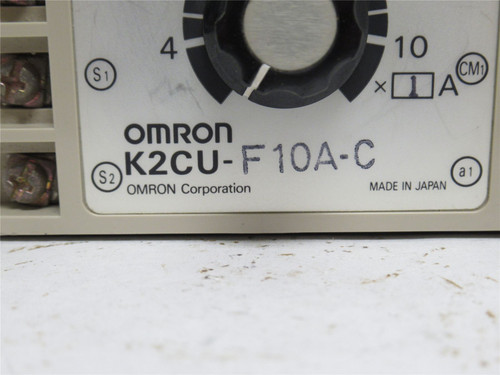 4 10
S1 CM1
× 1 A
OMRON
K2CU-F10A-C
S2 a1
OMRON Corporation MADE IN JAPAN